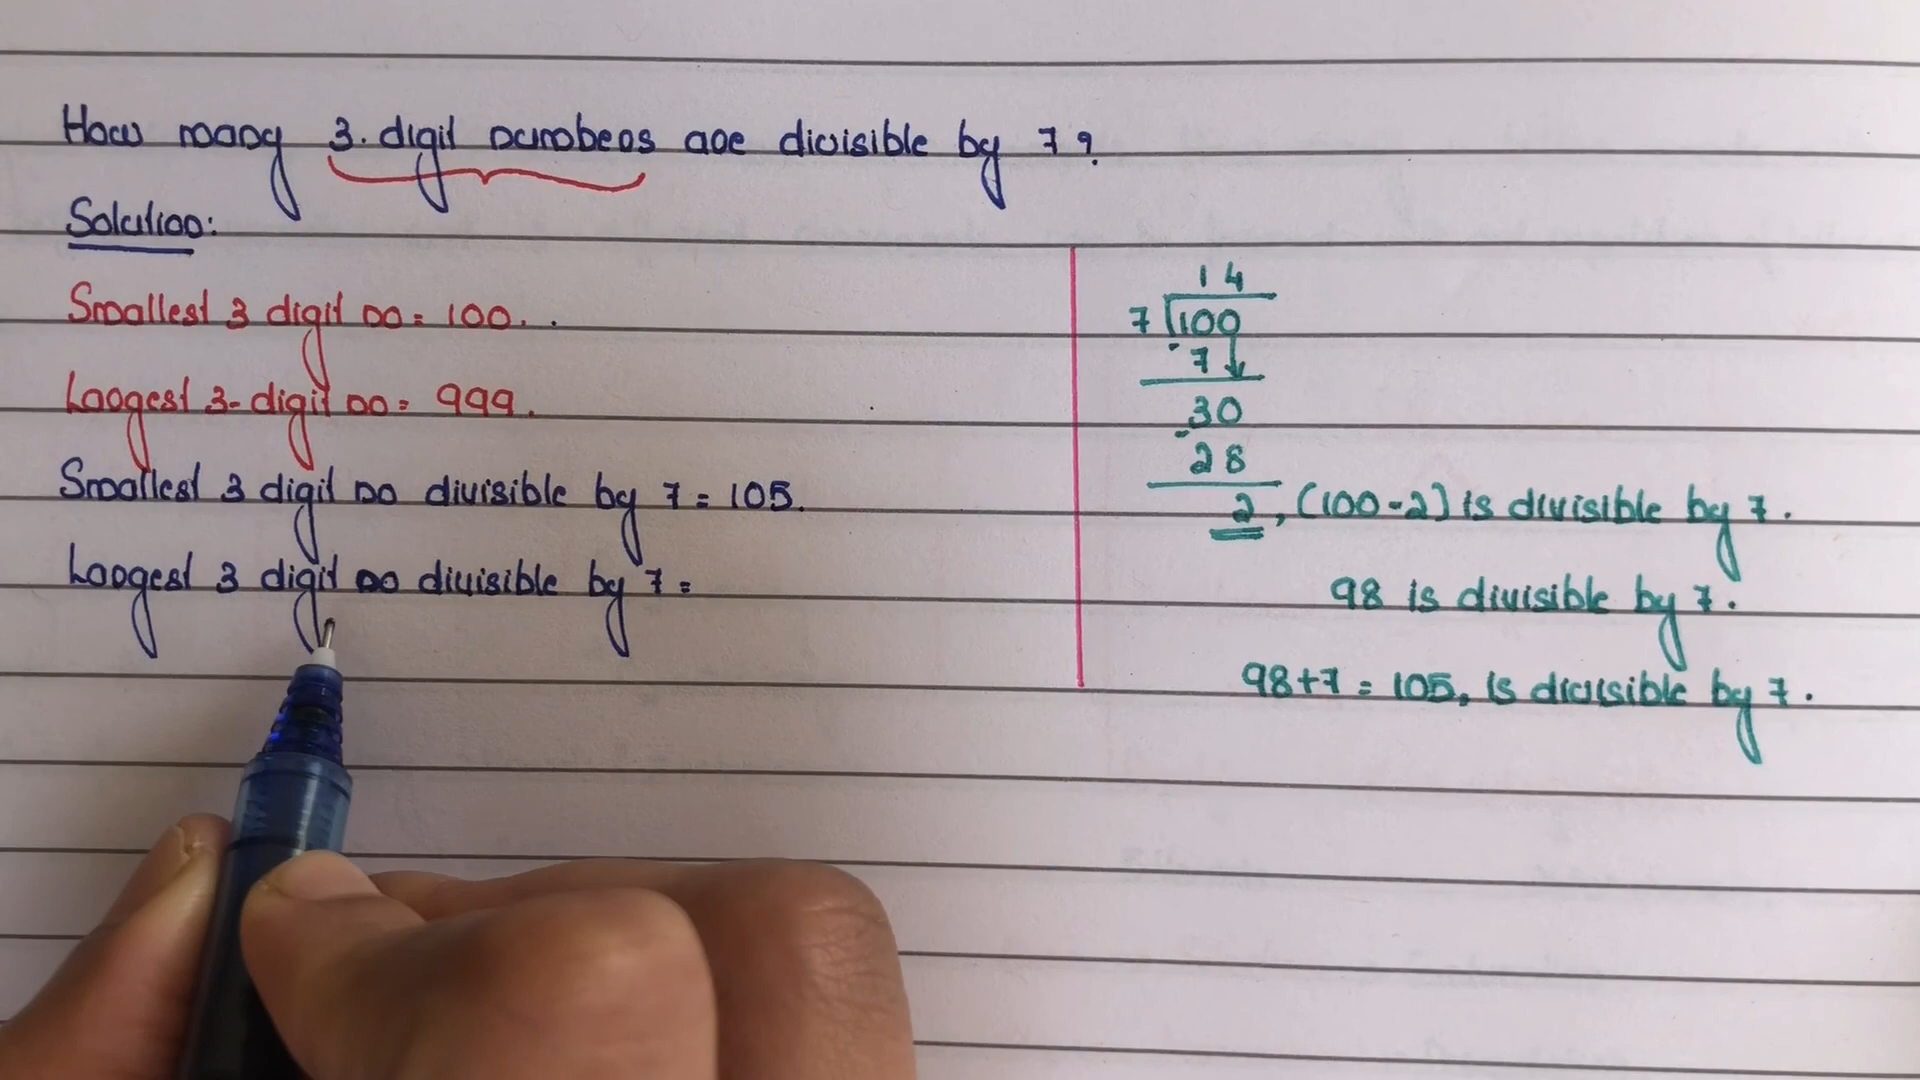 How many 3-digit numbers are divisible by 7?
Solution:
Smallest 3 digit no = 100.
Largest 3-digit no = 999.
Smallest 3 digit no divisible by 7 = 105.
Largest 3 digit no divisible by 7 =
14
7 100
- 7
30
- 28
2, (100-2) is divisible by 7.
98 is divisible by 7.
98+7 = 105, is divisible by 7.